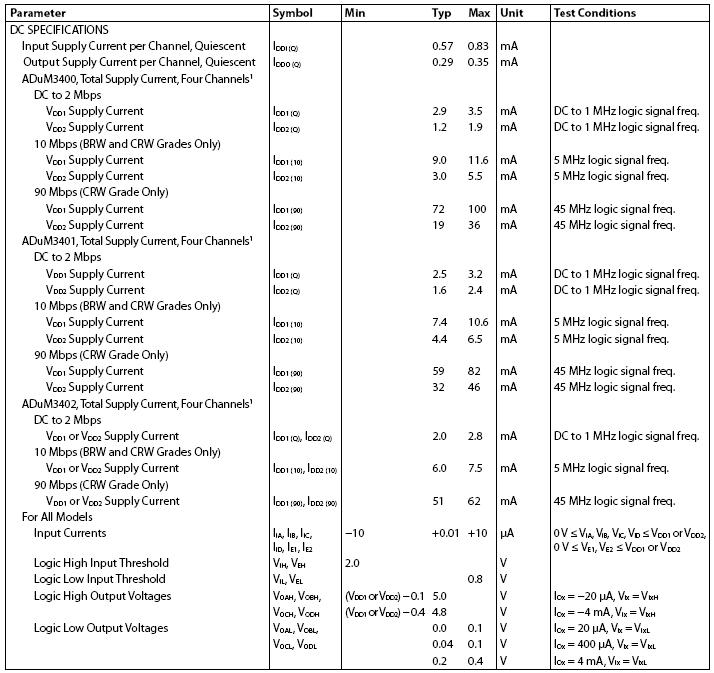 Parameter Symbol Min Typ Max Unit Test Conditions
DC SPECIFICATIONS
Input Supply Current per Channel, Quiescent IDDI (Q) 0.57 0.83 mA
Output Supply Current per Channel, Quiescent IDDO (Q) 0.29 0.35 mA
ADuM3400, Total Supply Current, Four Channels¹
DC to 2 Mbps
VDD1 Supply Current IDD1 (Q) 2.9 3.5 mA DC to 1 MHz logic signal freq.
VDD2 Supply Current IDD2 (Q) 1.2 1.9 mA DC to 1 MHz logic signal freq.
10 Mbps (BRW and CRW Grades Only)
VDD1 Supply Current IDD1 (10) 9.0 11.6 mA 5 MHz logic signal freq.
VDD2 Supply Current IDD2 (10) 3.0 5.5 mA 5 MHz logic signal freq.
90 Mbps (CRW Grade Only)
VDD1 Supply Current IDD1 (90) 72 100 mA 45 MHz logic signal freq.
VDD2 Supply Current IDD2 (90) 19 36 mA 45 MHz logic signal freq.
ADuM3401, Total Supply Current, Four Channels¹
DC to 2 Mbps
VDD1 Supply Current IDD1 (Q) 2.5 3.2 mA DC to 1 MHz logic signal freq.
VDD2 Supply Current IDD2 (Q) 1.6 2.4 mA DC to 1 MHz logic signal freq.
10 Mbps (BRW and CRW Grades Only)
VDD1 Supply Current IDD1 (10) 7.4 10.6 mA 5 MHz logic signal freq.
VDD2 Supply Current IDD2 (10) 4.4 6.5 mA 5 MHz logic signal freq.
90 Mbps (CRW Grade Only)
VDD1 Supply Current IDD1 (90) 59 82 mA 45 MHz logic signal freq.
VDD2 Supply Current IDD2 (90) 32 46 mA 45 MHz logic signal freq.
ADuM3402, Total Supply Current, Four Channels¹
DC to 2 Mbps
VDD1 or VDD2 Supply Current IDD1 (Q), IDD2 (Q) 2.0 2.8 mA DC to 1 MHz logic signal freq.
10 Mbps (BRW and CRW Grades Only)
VDD1 or VDD2 Supply Current IDD1 (10), IDD2 (10) 6.0 7.5 mA 5 MHz logic signal freq.
90 Mbps (CRW Grade Only)
VDD1 or VDD2 Supply Current IDD1 (90), IDD2 (90) 51 62 mA 45 MHz logic signal freq.
For All Models
Input Currents IIA, IIB, IIC, −10 +0.01 +10 μA 0 V ≤ VIA, VIB, VIC, VID ≤ VDD1 or VDD2,
IID, IE1, IE2 0 V ≤ VE1, VE2 ≤ VDD1 or VDD2
Logic High Input Threshold VIH, VEH 2.0 V
Logic Low Input Threshold VIL, VEL 0.8 V
Logic High Output Voltages VOAH, VOBH, (VDD1 or VDD2) − 0.1 5.0 V IOx = −20 μA, VIx = VIxH
VOCH, VODH (VDD1 or VDD2) − 0.4 4.8 V IOx = −4 mA, VIx = VIxH
Logic Low Output Voltages VOAL, VOBL, 0.0 0.1 V IOx = 20 μA, VIx = VIxL
VOCL, VODL 0.04 0.1 V IOx = 400 μA, VIx = VIxL
0.2 0.4 V IOx = 4 mA, VIx = VIxL